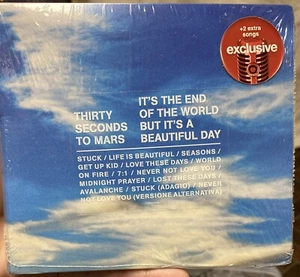 +2 extra
songs
exclusive
THIRTY
SECONDS
TO MARS
IT'S THE END
OF THE WORLD
BUT IT'S A
BEAUTIFUL DAY
STUCK / LIFE IS BEAUTIFUL / SEASONS /
GET UP KID / LOVE THESE DAYS / WORLD
ON FIRE / 7:1 / NEVER NOT LOVE YOU /
MIDNIGHT PRAYER / LOST THESE DAYS /
AVALANCHE / STUCK (ADAGIO) / NEVER
NOT LOVE YOU (VERSIONE ALTERNATIVA)